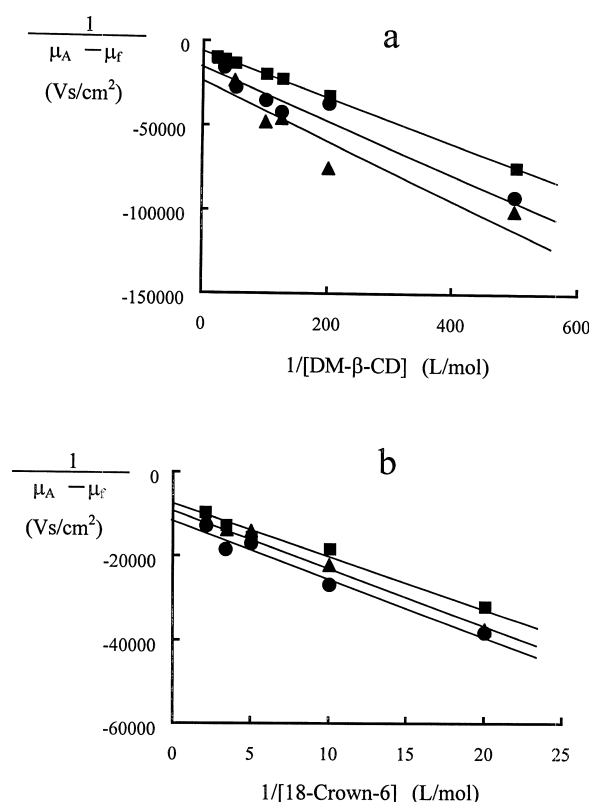 a
1
μA − μf
(Vs/cm²)
0
-50000
-100000
-150000
0 200 400 600
1/[DM-β-CD] (L/mol)
b
1
μA − μf
(Vs/cm²)
0
-20000
-40000
-60000
0 5 10 15 20 25
1/[18-Crown-6] (L/mol)